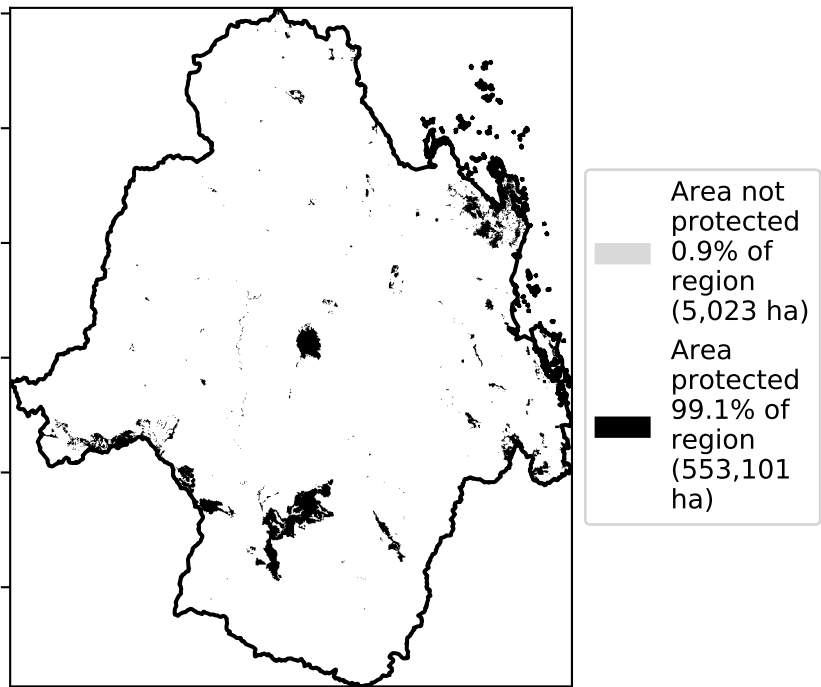 Area not
protected
0.9% of
region
(5,023 ha)
Area
protected
99.1% of
region
(553,101
ha)